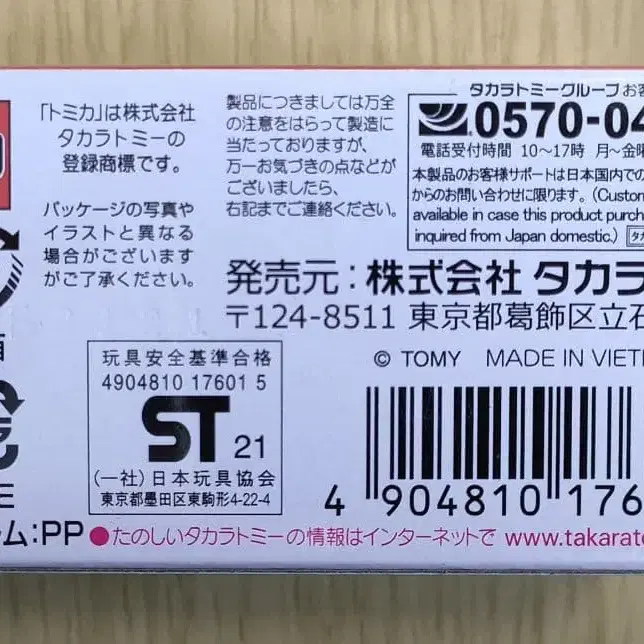 「トミカ」は株式会社
タカラトミーの
登録商標です。
パッケージの写真や
イラストと異なる
場合がございます
がご了承ください。
製品につきましては万全
の注意をはらって製造に
当たっておりますが、
万一お気づきの点などが
ございましたら、
右記までご連絡ください。
タカラトミーグループお客
0570-04
電話受付時間 10〜17時 月〜金曜
本製品のお客様サポートは日本国内での
からのお問い合わせに限ります。(Custom
available in case this product purch
inquired from Japan domestic.)
発売元：株式会社 タカラ
〒124-8511 東京都葛飾区立石
© TOMY MADE IN VIET
玩具安全基準合格
4904810 17601 5
ST 21
(一社)日本玩具協会
東京都墨田区東駒形4-22-4
4 904810 176
ム:PP ●たのしいタカラトミーの情報はインターネットで www.takarato